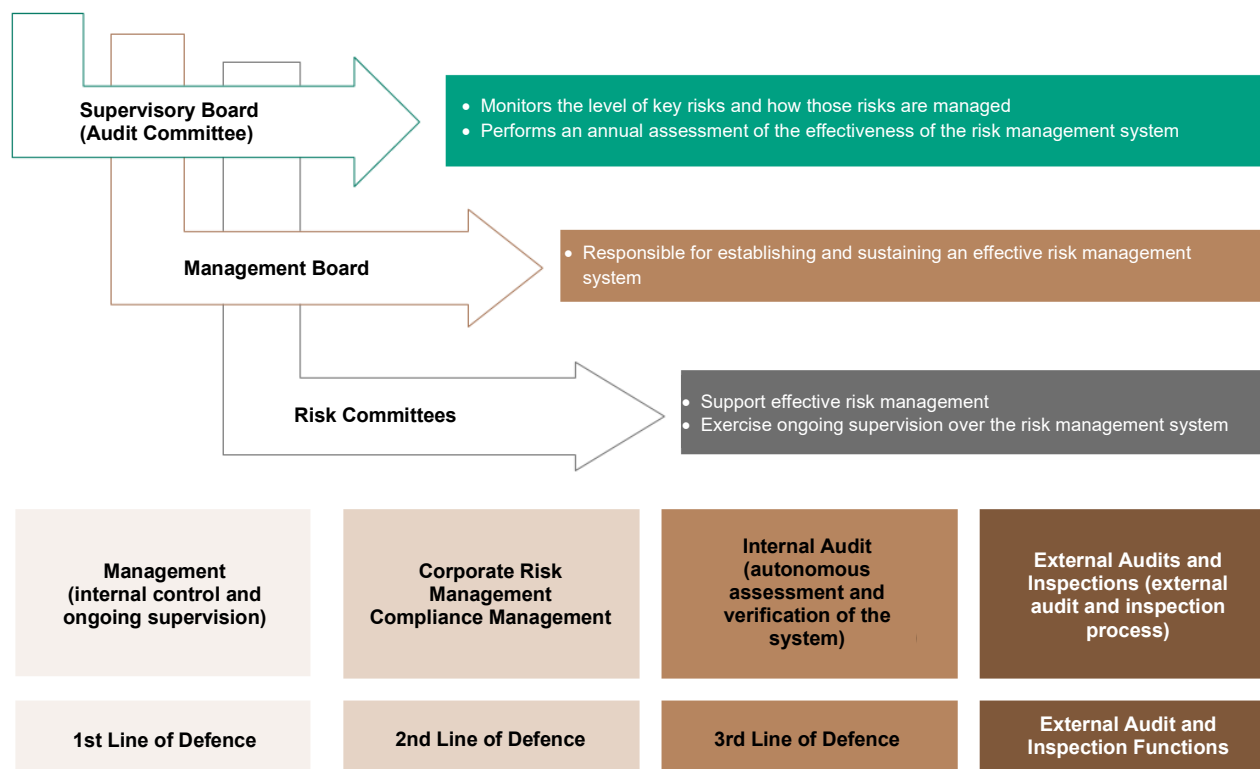 Supervisory Board
(Audit Committee)
• Monitors the level of key risks and how those risks are managed
• Performs an annual assessment of the effectiveness of the risk management system
Management Board
• Responsible for establishing and sustaining an effective risk management
system
Risk Committees
• Support effective risk management
• Exercise ongoing supervision over the risk management system
Management
(internal control and
ongoing supervision)
Corporate Risk
Management
Compliance Management
Internal Audit
(autonomous
assessment and
verification of the
system)
External Audits and
Inspections (external
audit and inspection
process)
1st Line of Defence
2nd Line of Defence
3rd Line of Defence
External Audit and
Inspection Functions